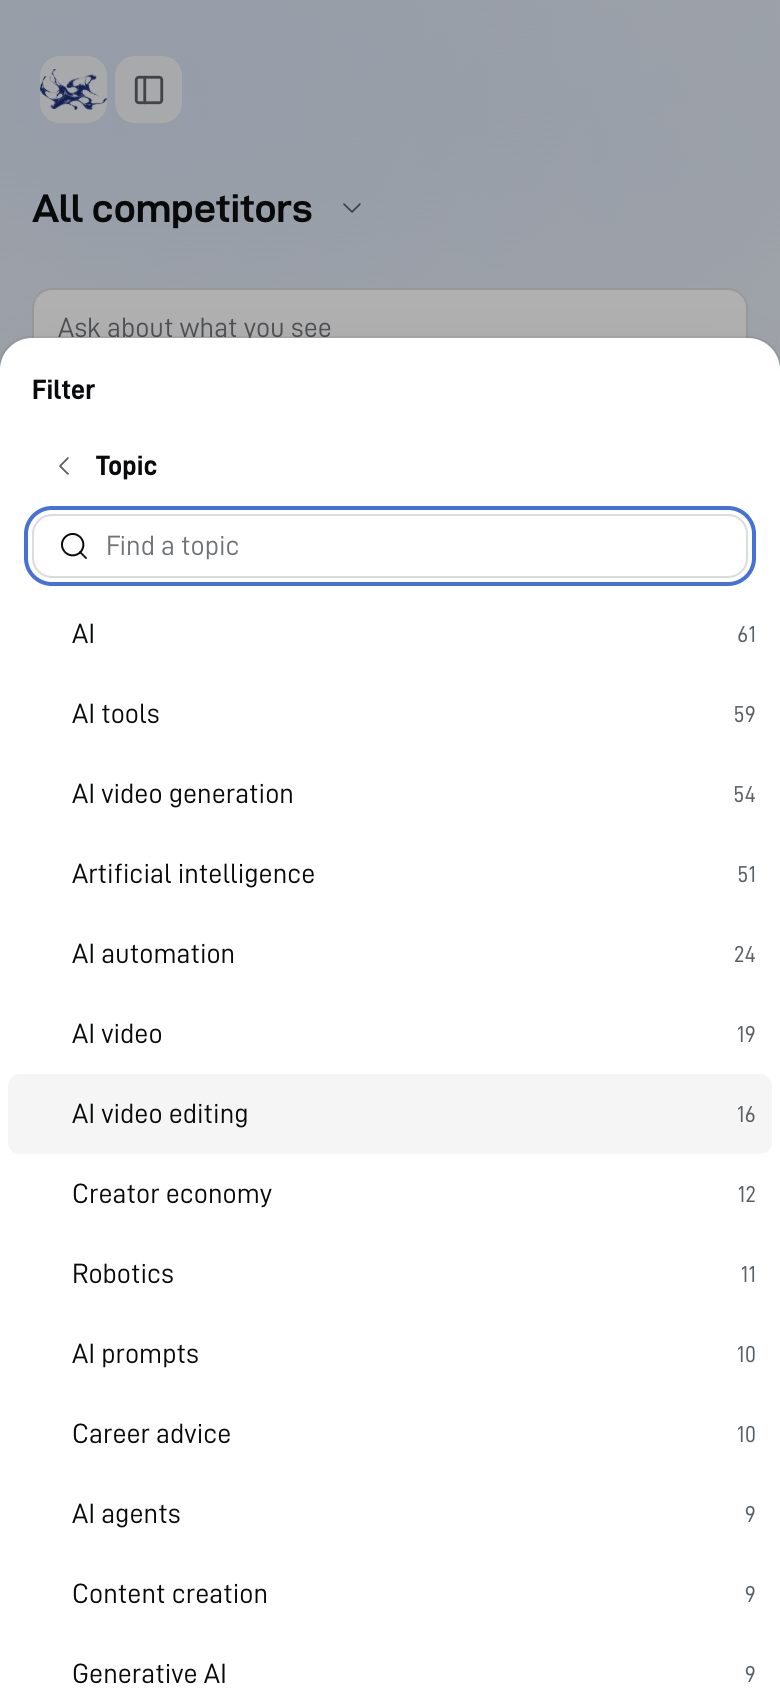 All competitors
Ask about what you see
Filter
Topic
Find a topic
AI 61
AI tools 59
AI video generation 54
Artificial intelligence 51
AI automation 24
AI video 19
AI video editing 16
Creator economy 12
Robotics 11
AI prompts 10
Career advice 10
AI agents 9
Content creation 9
Generative AI 9